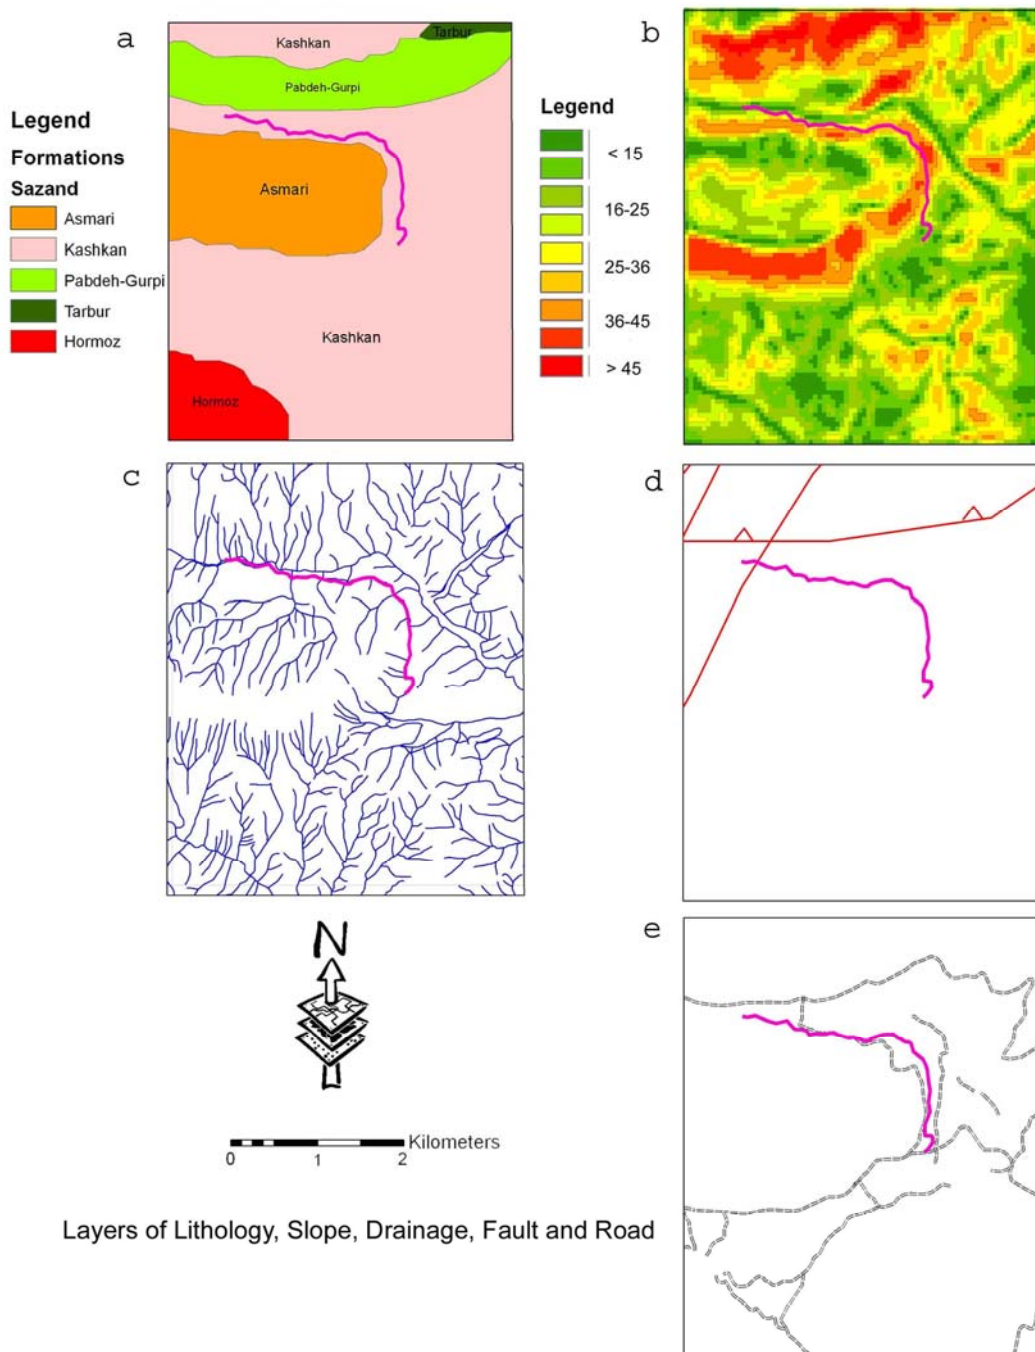 a
Kashkan
Tarbur
Pabdeh-Gurpi
Asmari
Kashkan
Hormoz
Legend
Formations
Sazand
Asmari
Kashkan
Pabdeh-Gurpi
Tarbur
Hormoz
b
Legend
< 15
16-25
25-36
36-45
> 45
c
d
N
e
Kilometers
0 1 2
Layers of Lithology, Slope, Drainage, Fault and Road